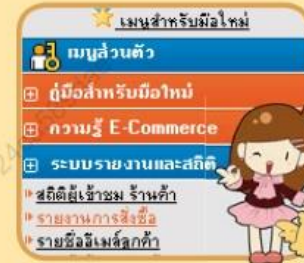 เมนูสำหรับมือใหม่
เมนูส่วนตัว
คู่มือสำหรับมือใหม่
ความรู้ E-Commerce
ระบบรายงานและสถิติ
สถิติผู้เข้าชม ร้านค้า
รายงานการสั่งซื้อ
รายชื่ออีเมล์ลูกค้า